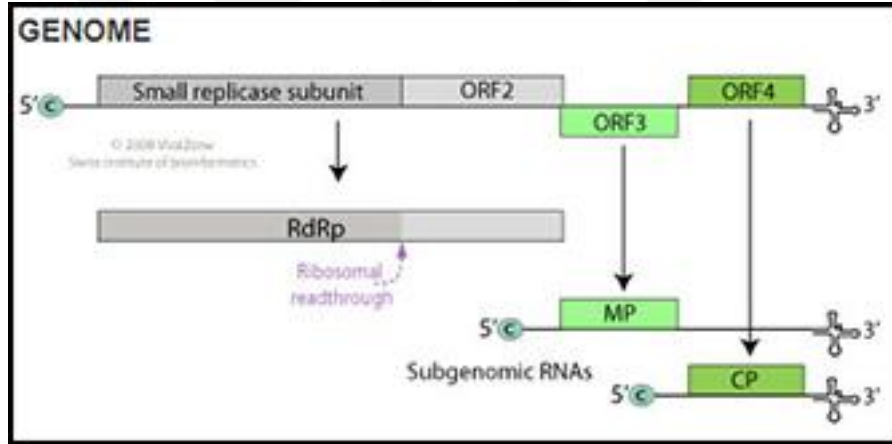 GENOME
Small replicase subunit ORF2 ORF4
5' C 3'
ORF3
© 2008 ViralZone
Swiss Institute of Bioinformatics
RdRp
Ribosomal
readthrough
MP
5' C 3'
Subgenomic RNAs
CP
5' C 3'